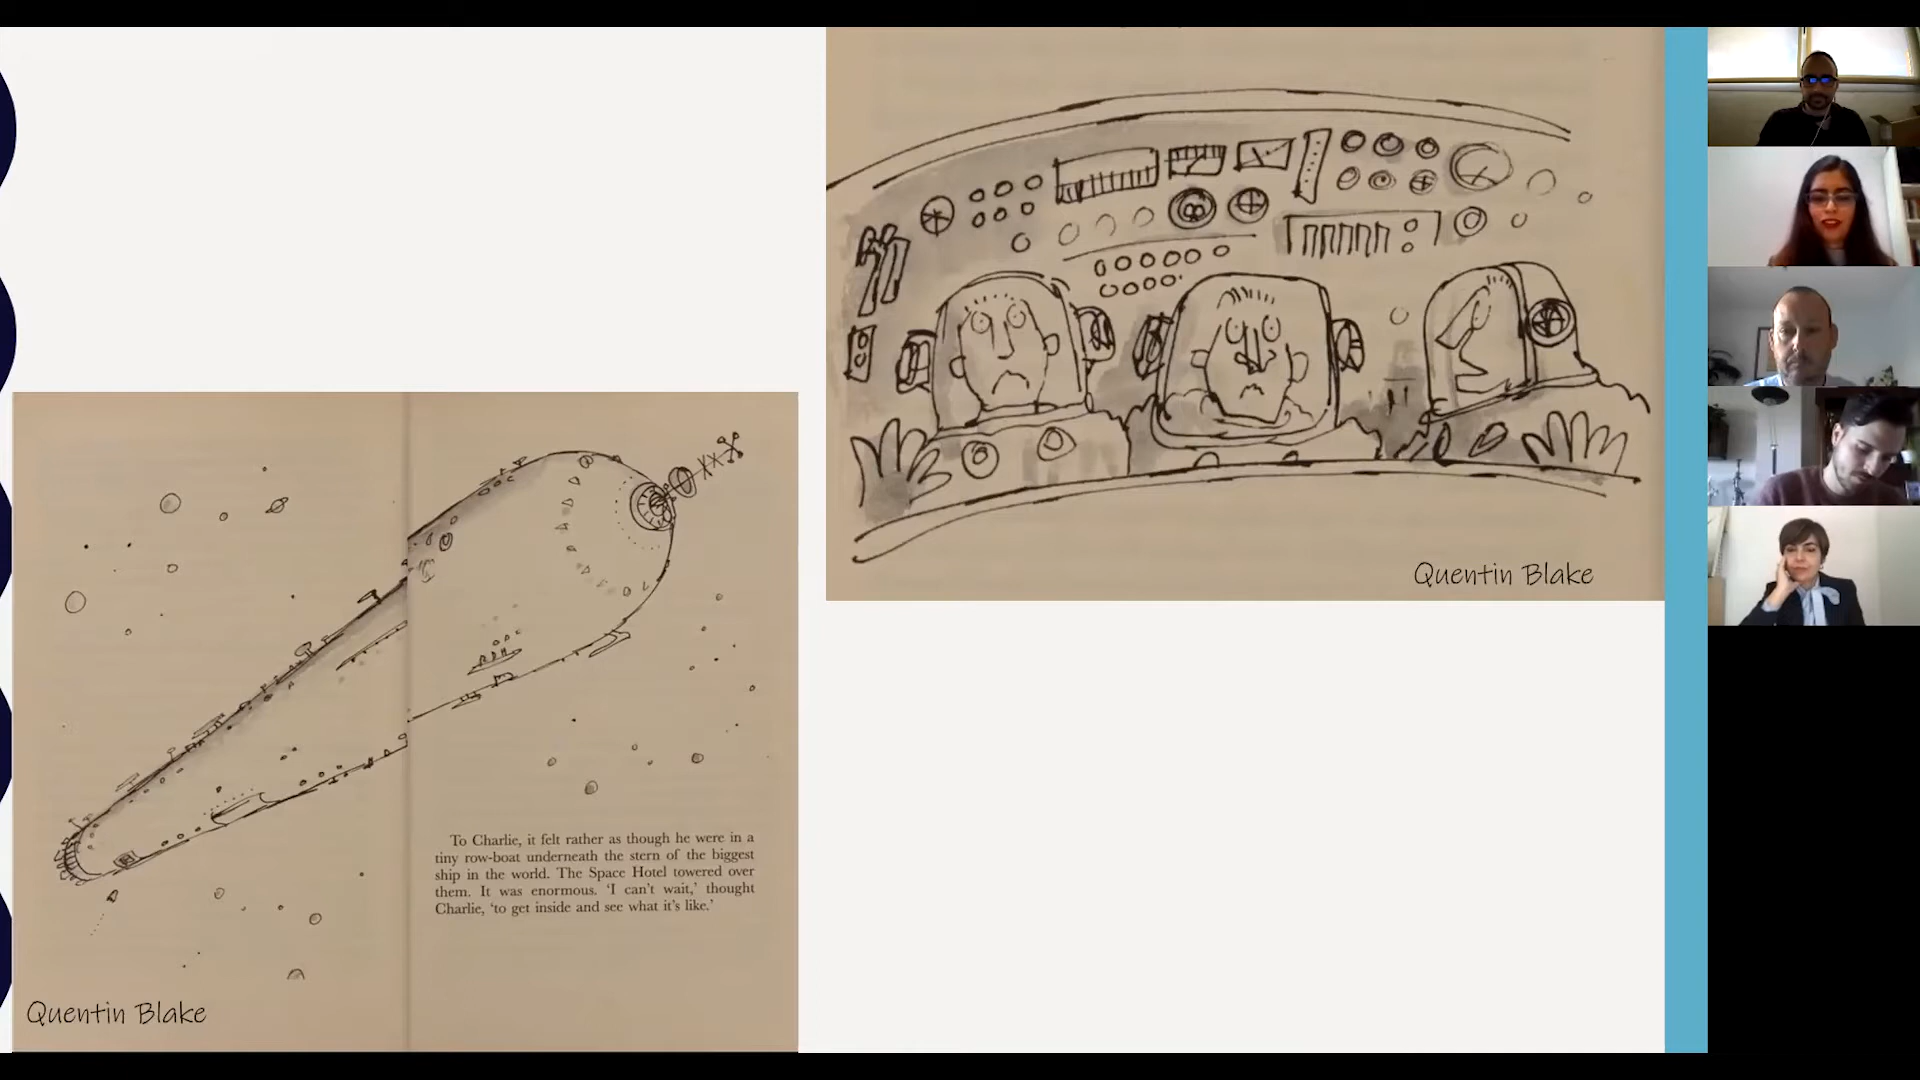 Quentin Blake
To Charlie, it felt rather as though he were in a
tiny row-boat underneath the stern of the biggest
ship in the world. The Space Hotel towered over
them. It was enormous. ‘I can’t wait,’ thought
Charlie, ‘to get inside and see what it’s like.’
Quentin Blake